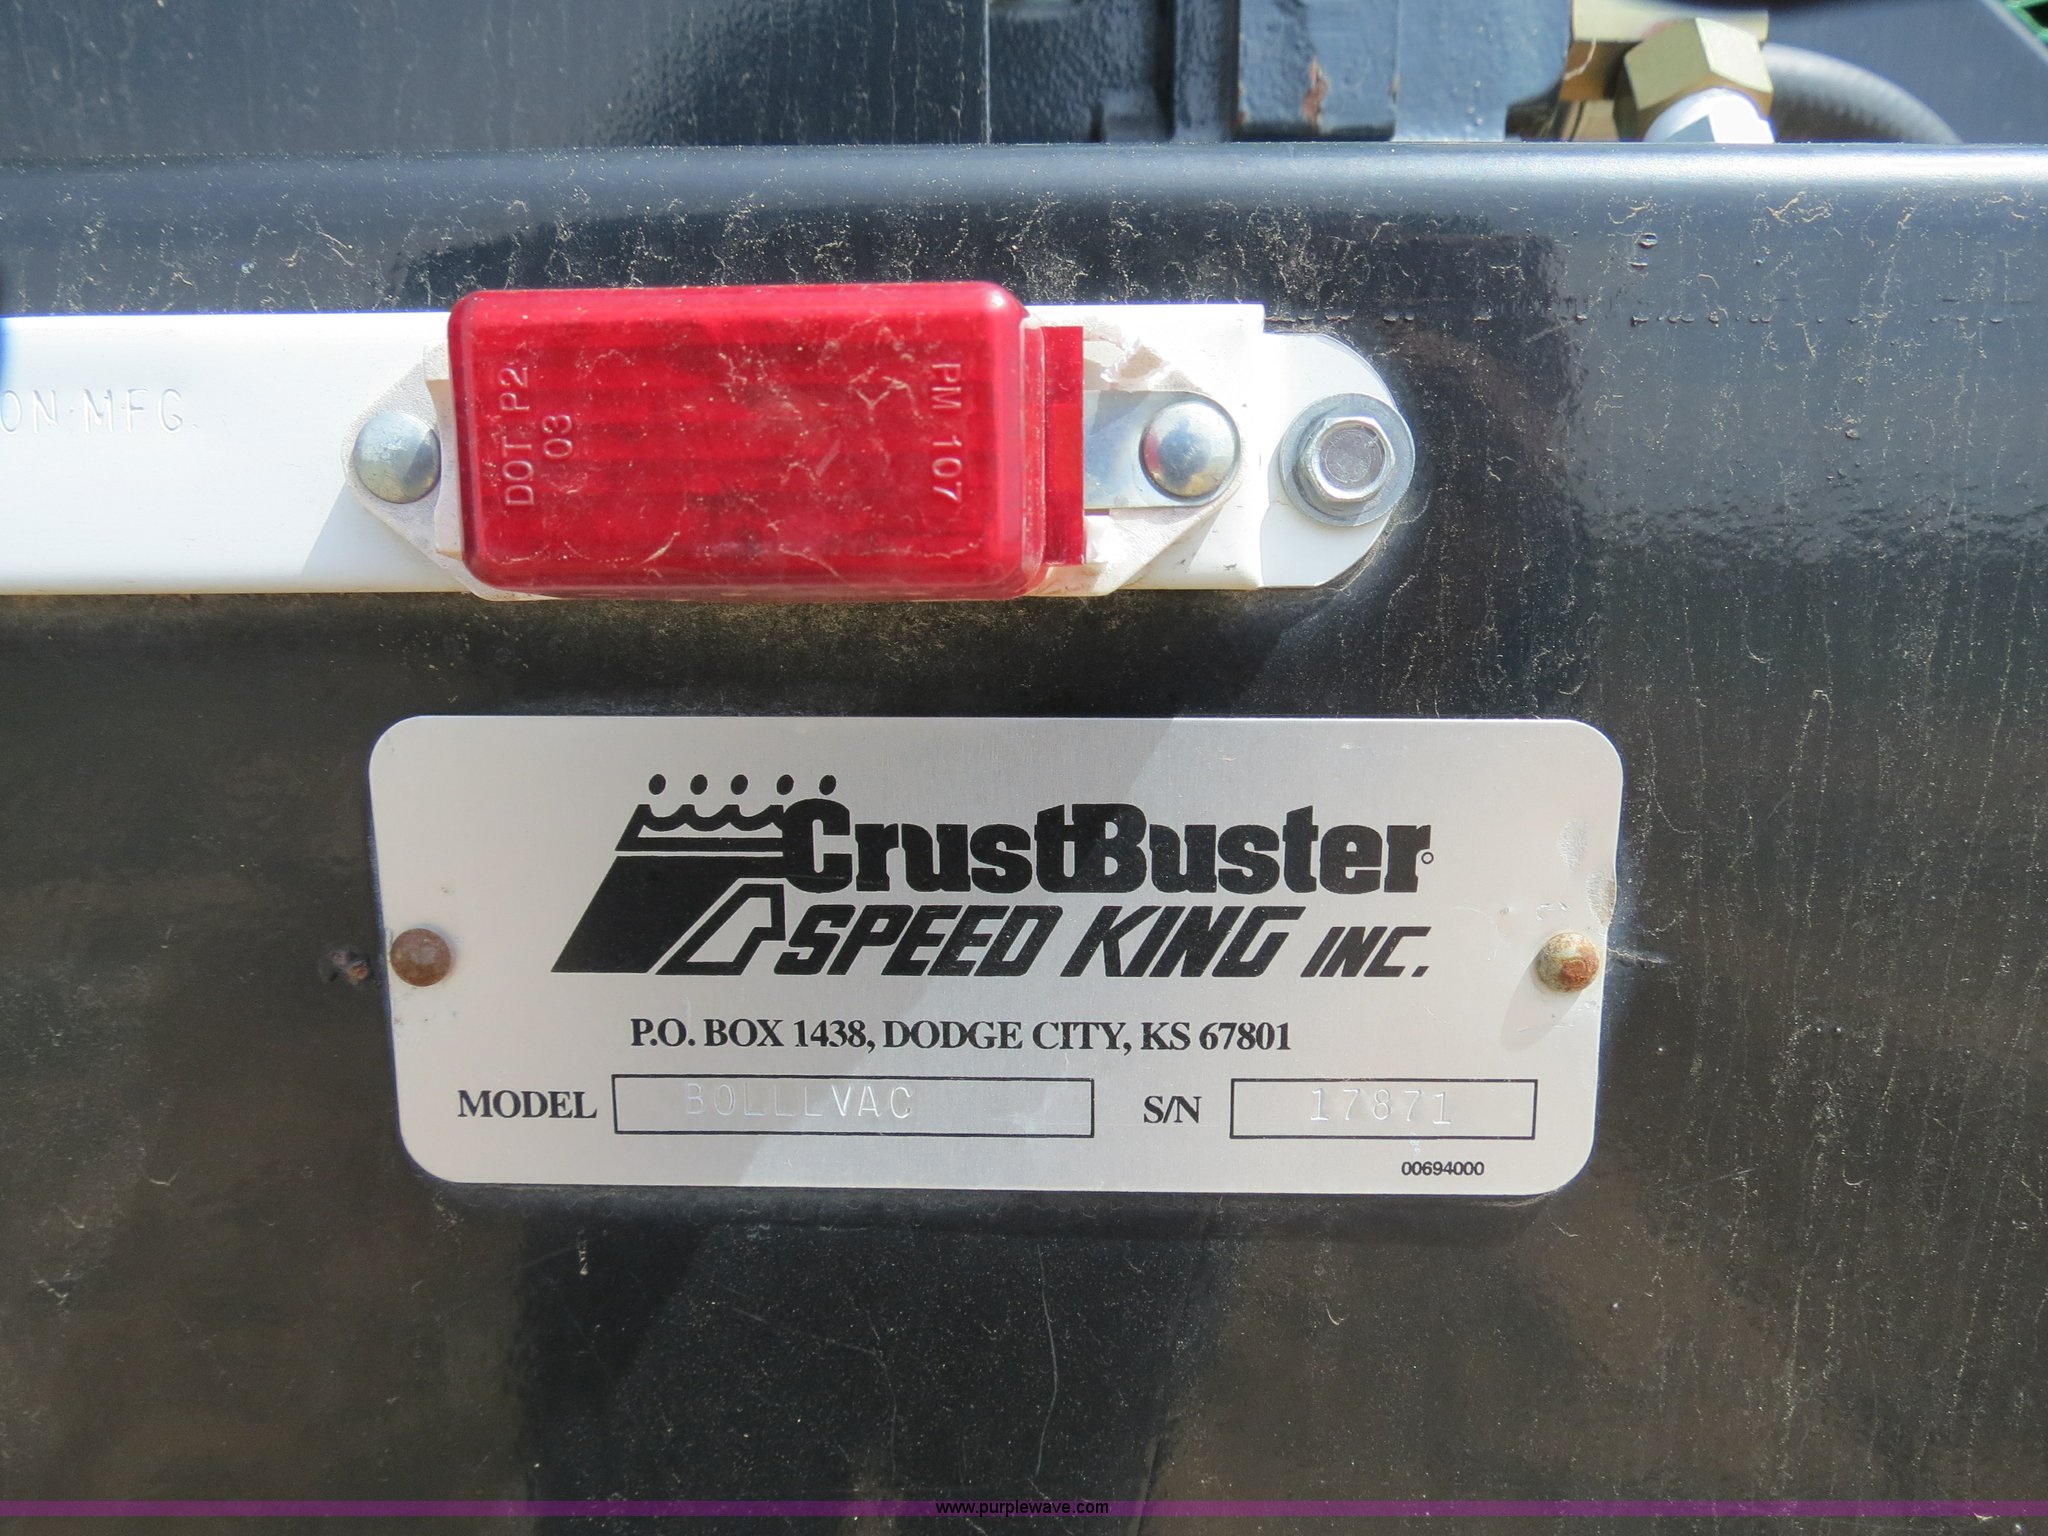 ON MFG.
DOT P2
03
PM 107
CrustBuster
SPEED KING INC.
P.O. BOX 1438, DODGE CITY, KS 67801
MODEL BOLLLVAC S/N 17871
00694000
www.purplewave.com